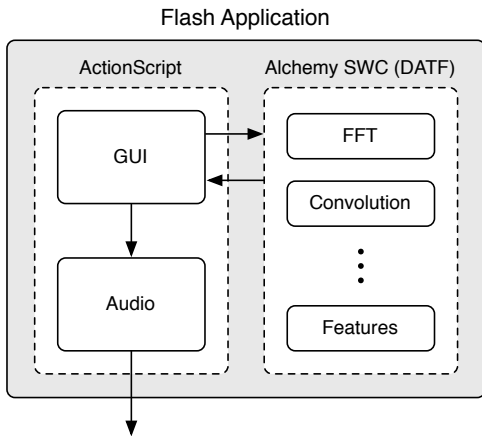 Flash Application
ActionScript
Alchemy SWC (DATF)
GUI
FFT
Convolution
Audio
Features